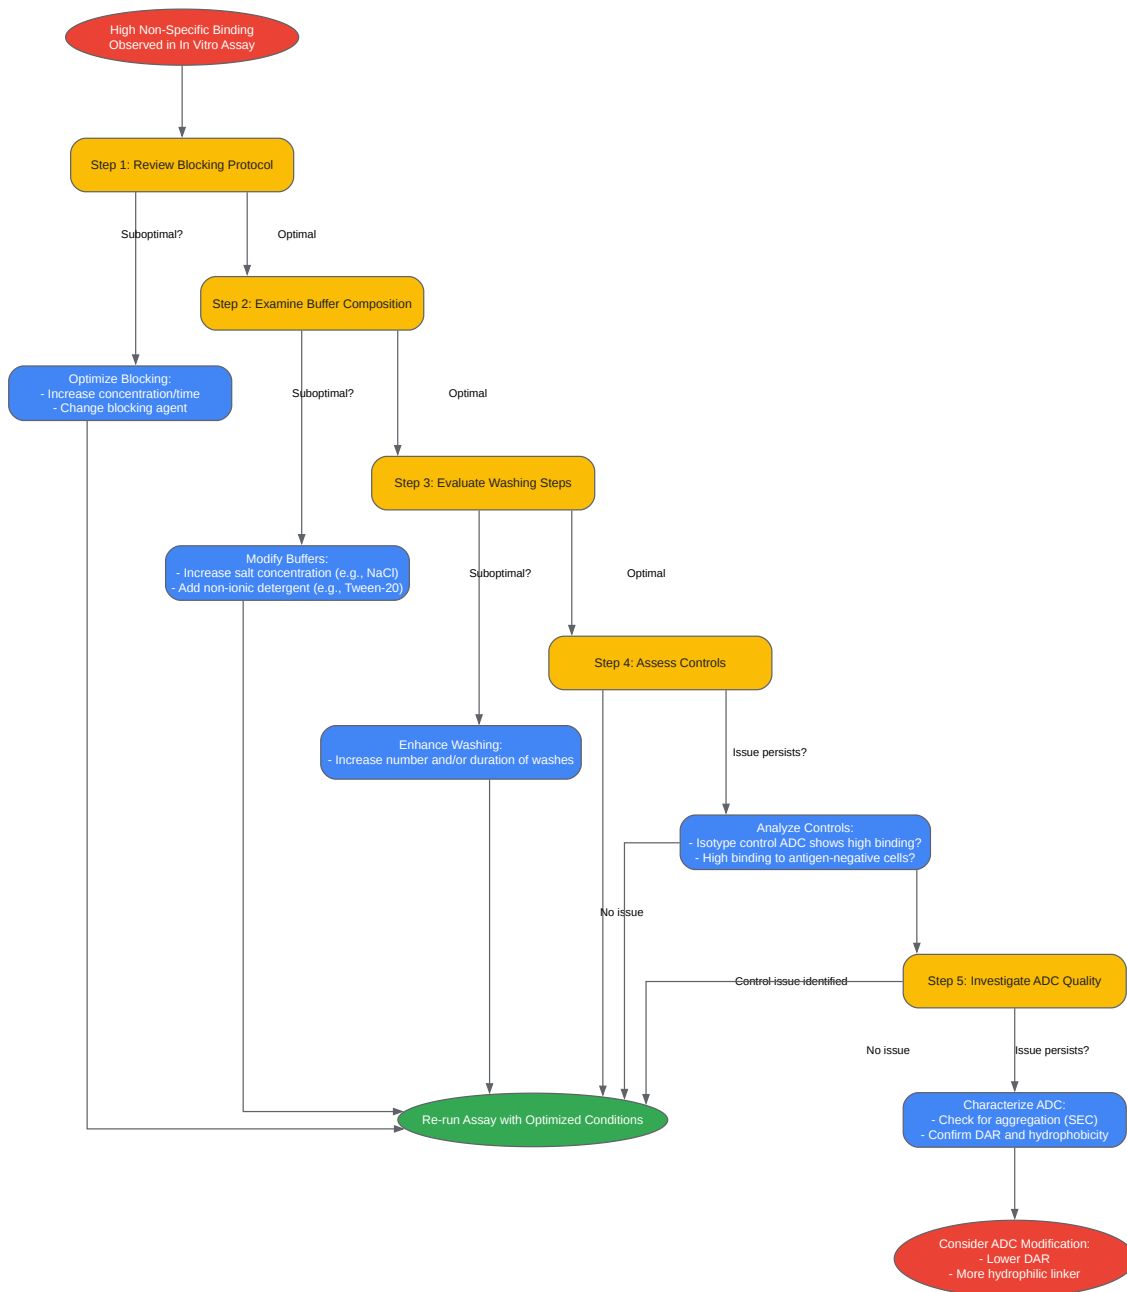 High Non-Specific Binding
Observed in In Vitro Assay
Step 1: Review Blocking Protocol
Suboptimal?
Optimal
Step 2: Examine Buffer Composition
Optimize Blocking:
- Increase concentration/time
- Change blocking agent
Suboptimal?
Optimal
Step 3: Evaluate Washing Steps
Modify Buffers:
- Increase salt concentration (e.g., NaCl)
- Add non-ionic detergent (e.g., Tween-20)
Suboptimal?
Optimal
Step 4: Assess Controls
Enhance Washing:
- Increase number and/or duration of washes
Issue persists?
Analyze Controls:
- Isotype control ADC shows high binding?
- High binding to antigen-negative cells?
No issue
Control issue identified
Step 5: Investigate ADC Quality
No issue
Issue persists?
Re-run Assay with Optimized Conditions
Characterize ADC:
- Check for aggregation (SEC)
- Confirm DAR and hydrophobicity
Consider ADC Modification:
- Lower DAR
- More hydrophilic linker